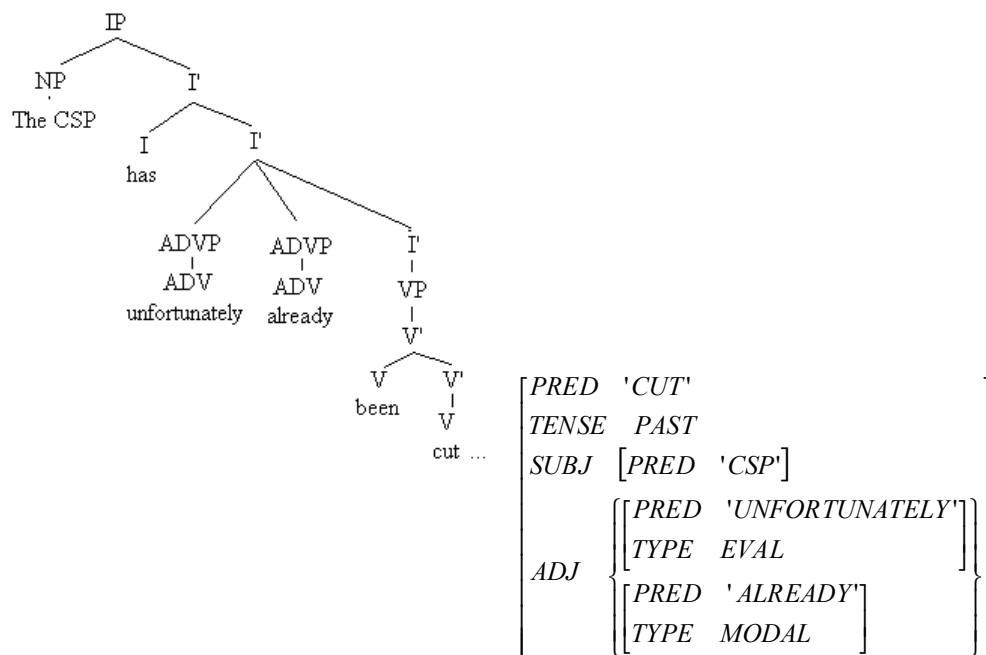 IP
NP I'
The CSP
I I'
has
ADVP ADVP I'
ADV ADV VP
unfortunately already
V'
V V'
been
V
cut ...
PRED 'CUT'
TENSE PAST
SUBJ [PRED 'CSP']
ADJ
PRED 'UNFORTUNATELY'
TYPE EVAL
PRED 'ALREADY'
TYPE MODAL